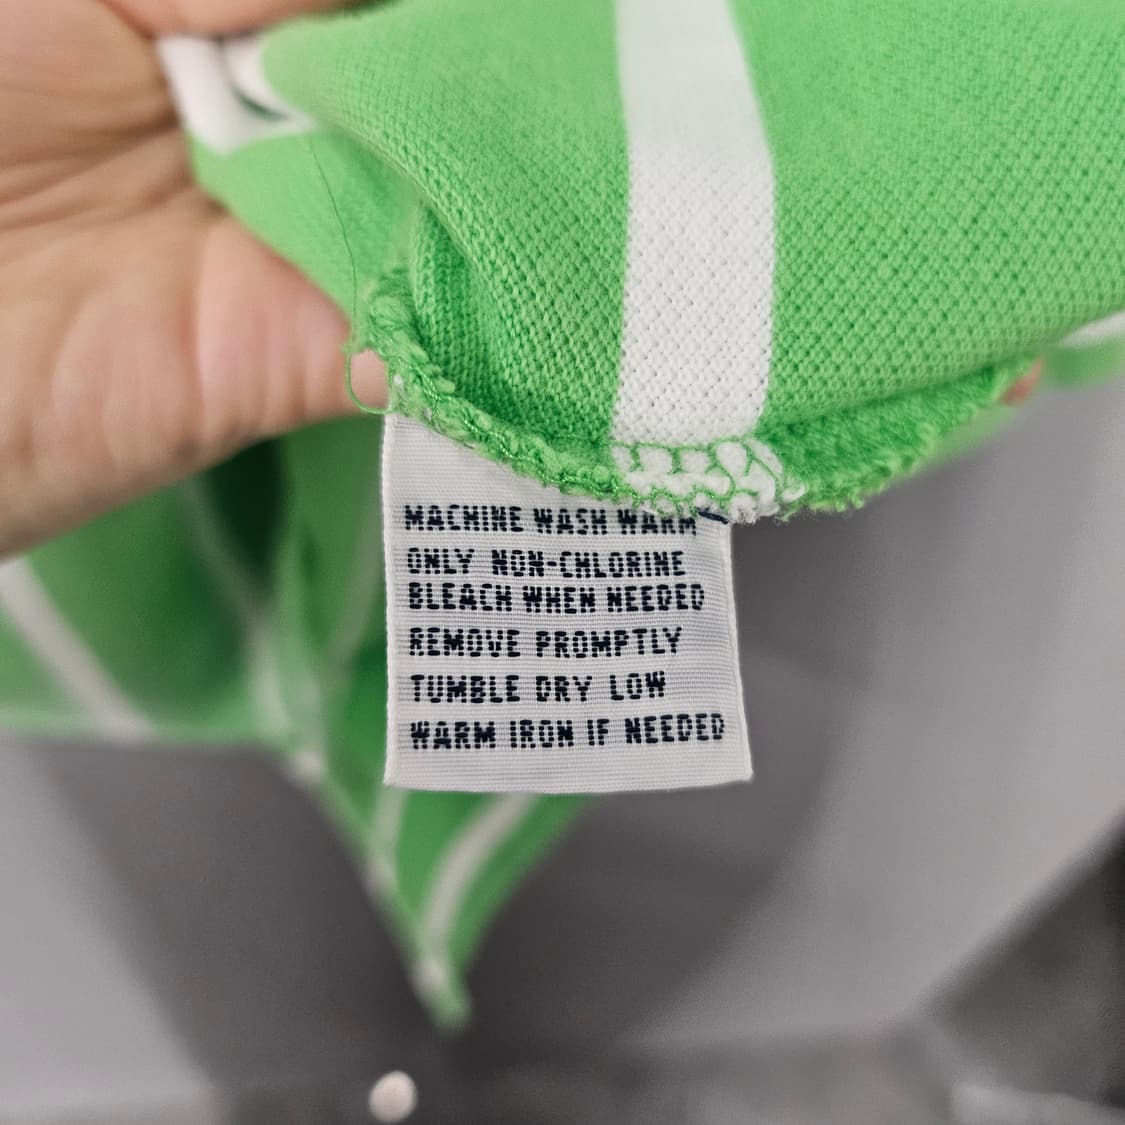 MACHINE WASH WARM
ONLY NON-CHLORINE
BLEACH WHEN NEEDED
REMOVE PROMPTLY
TUMBLE DRY LOW
WARM IRON IF NEEDED